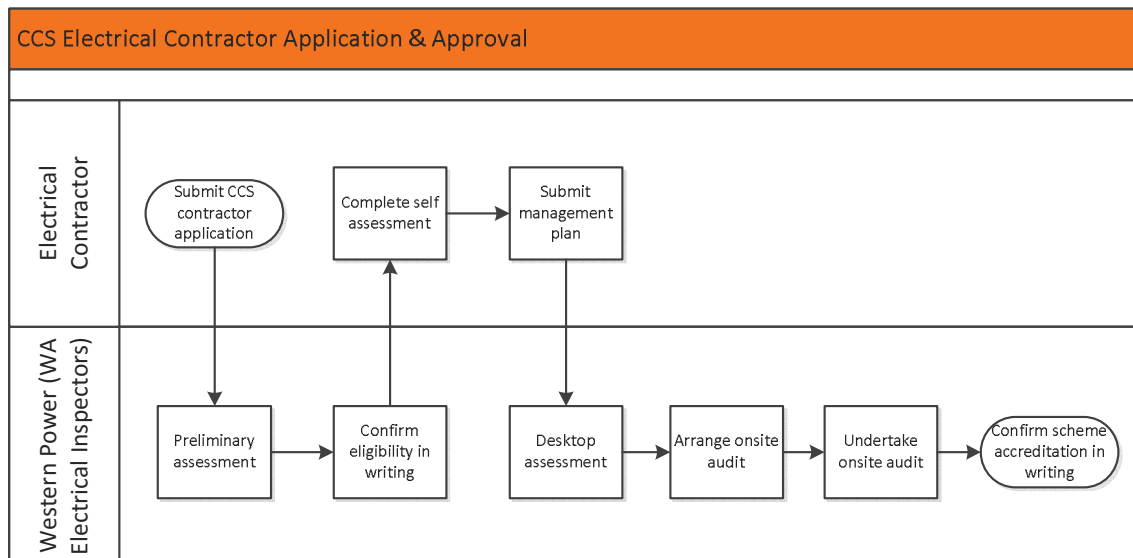 CCS Electrical Contractor Application & Approval
Electrical
Contractor
Submit CCS
contractor
application
Complete self
assessment
Submit
management
plan
Western Power (WA
Electrical Inspectors)
Preliminary
assessment
Confirm
eligibility in
writing
Desktop
assessment
Arrange onsite
audit
Undertake
onsite audit
Confirm scheme
accreditation in
writing